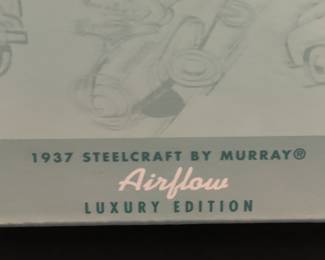 1937 STEELCRAFT BY MURRAY®
Airflow
LUXURY EDITION